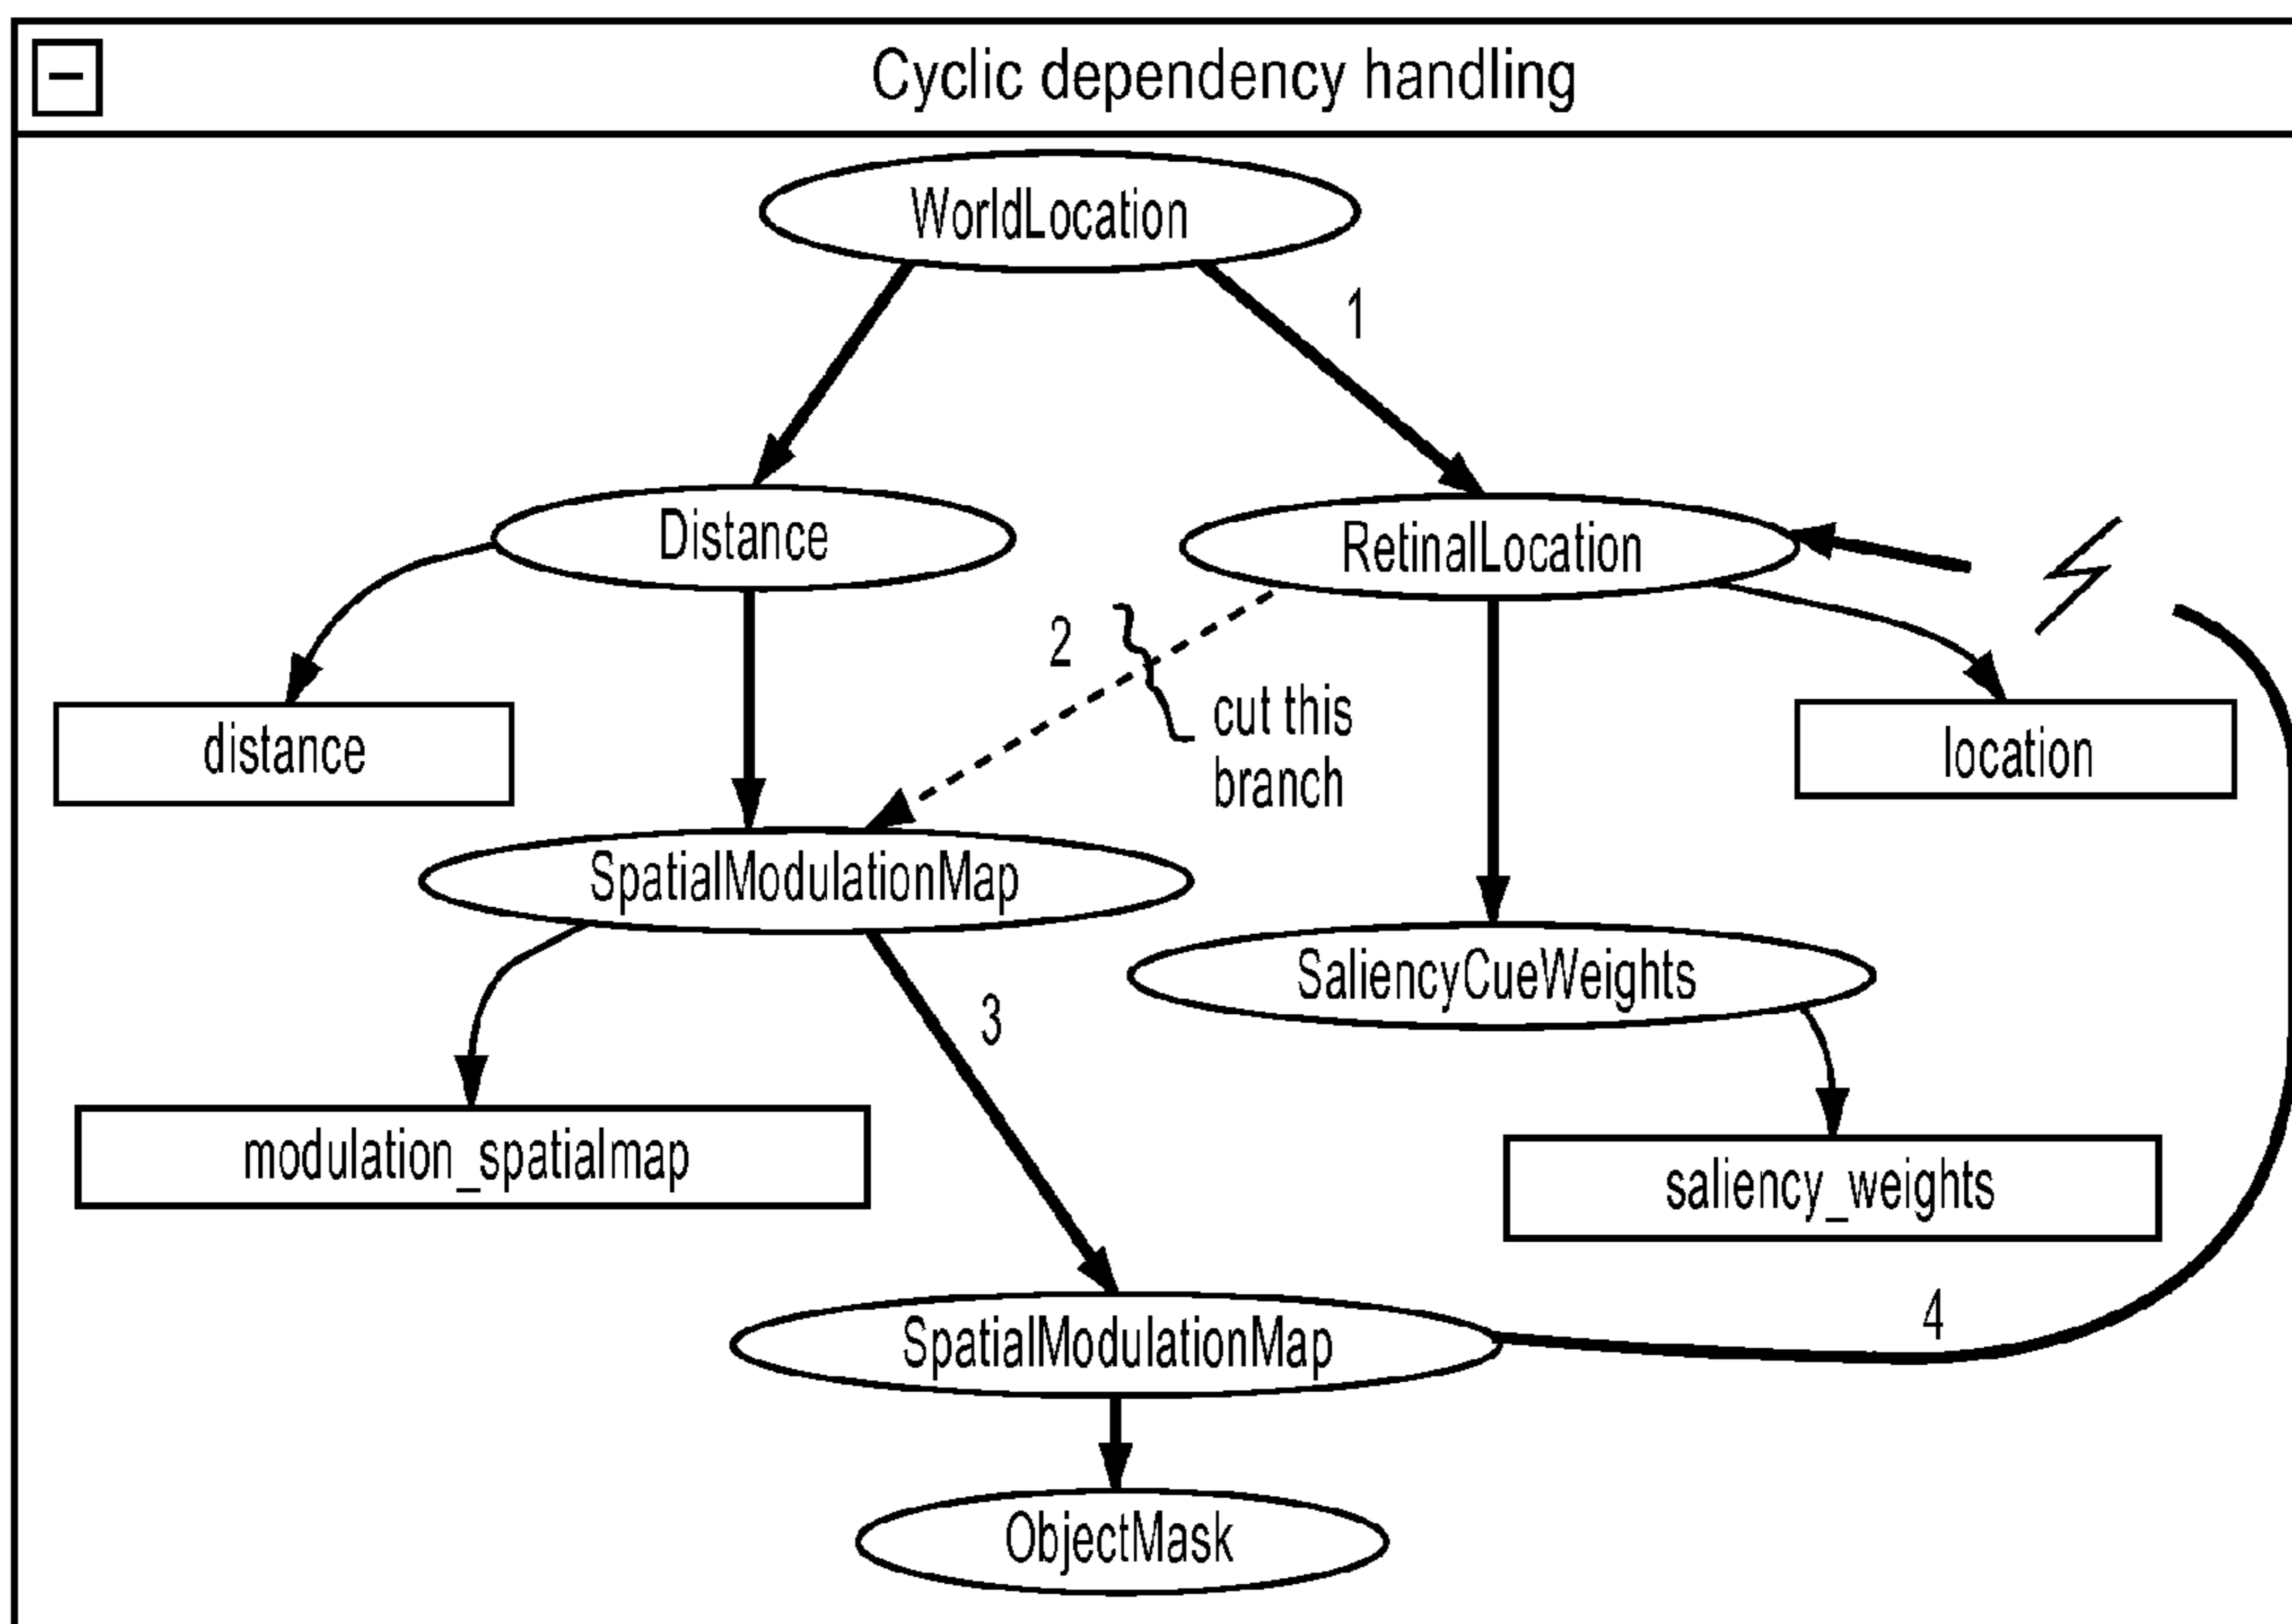 Cyclic dependency handling
WorldLocation
1
Distance
RetinalLocation
2
cut this
branch
distance
location
SpatialModulationMap
SaliencyCueWeights
3
modulation_spatialmap
saliency_weights
SpatialModulationMap
4
ObjectMask